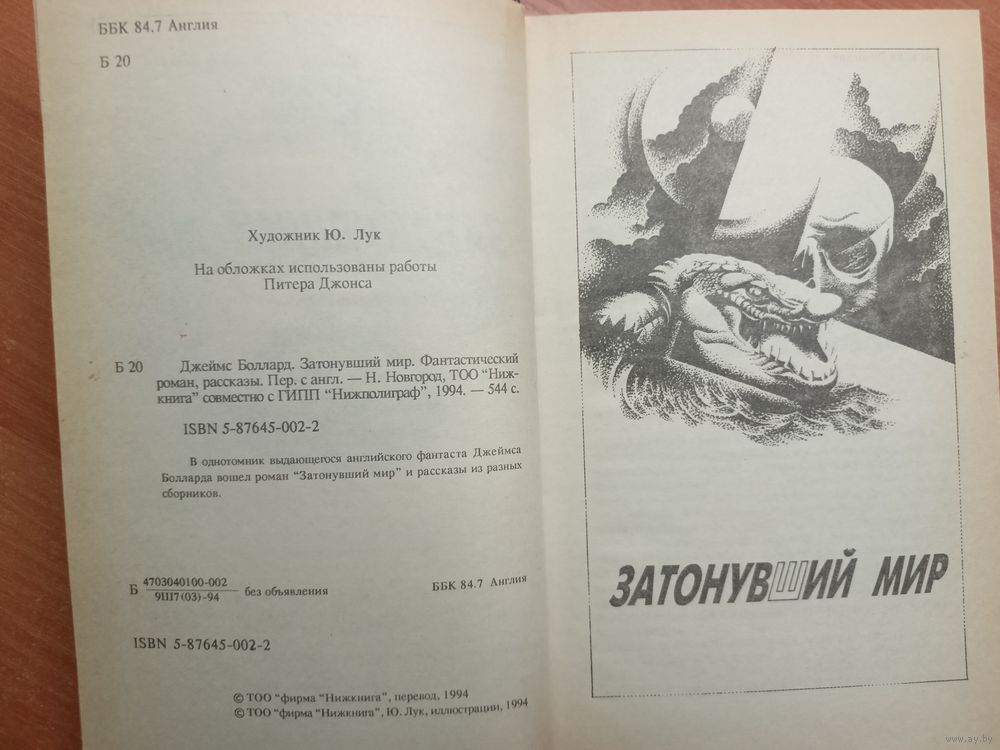 ББК 84.7 Англия
Б 20
Художник Ю. Лук
На обложках использованы работы
Питера Джонса
Б 20 Джеймс Боллард. Затонувший мир. Фантастический
роман, рассказы. Пер. с англ. — Н. Новгород, ТОО "Ниж-
книга" совместно с ГИПП "Нижполиграф", 1994. — 544 с.
ISBN 5-87645-002-2
В однотомник выдающегося английского фантаста Джеймса
Болларда вошел роман "Затонувший мир" и рассказы из разных
сборников.
Б 4703040100-002
9Ш7(03)-94 без объявления ББК 84.7 Англия
ISBN 5-87645-002-2
© ТОО "фирма "Нижкнига", перевод, 1994
© ТОО "фирма "Нижкнига", Ю. Лук, иллюстрации, 1994
ЗАТОНУВШИЙ МИР
www.ay.by